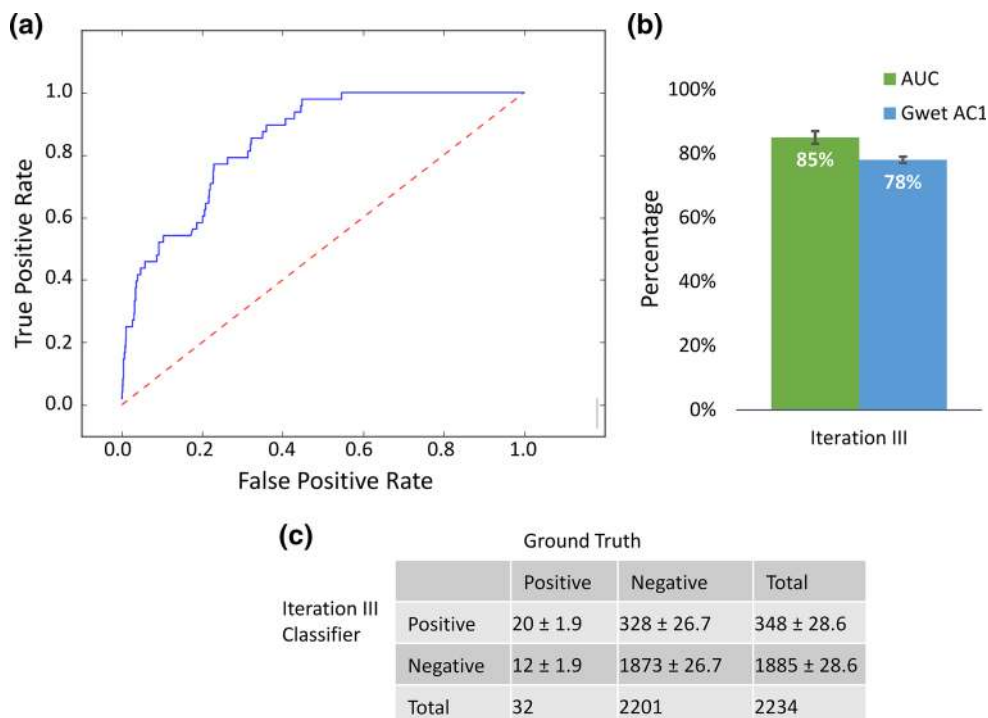 (a)
True Positive Rate
1.0
0.8
0.6
0.4
0.2
0.0
0.0 0.2 0.4 0.6 0.8 1.0
False Positive Rate
(b)
AUC
Gwet AC1
Percentage
100%
80%
60%
40%
20%
0%
85%
78%
Iteration III
(c)
Ground Truth
Iteration III
Classifier
Positive Negative Total
Positive 20 ± 1.9 328 ± 26.7 348 ± 28.6
Negative 12 ± 1.9 1873 ± 26.7 1885 ± 28.6
Total 32 2201 2234